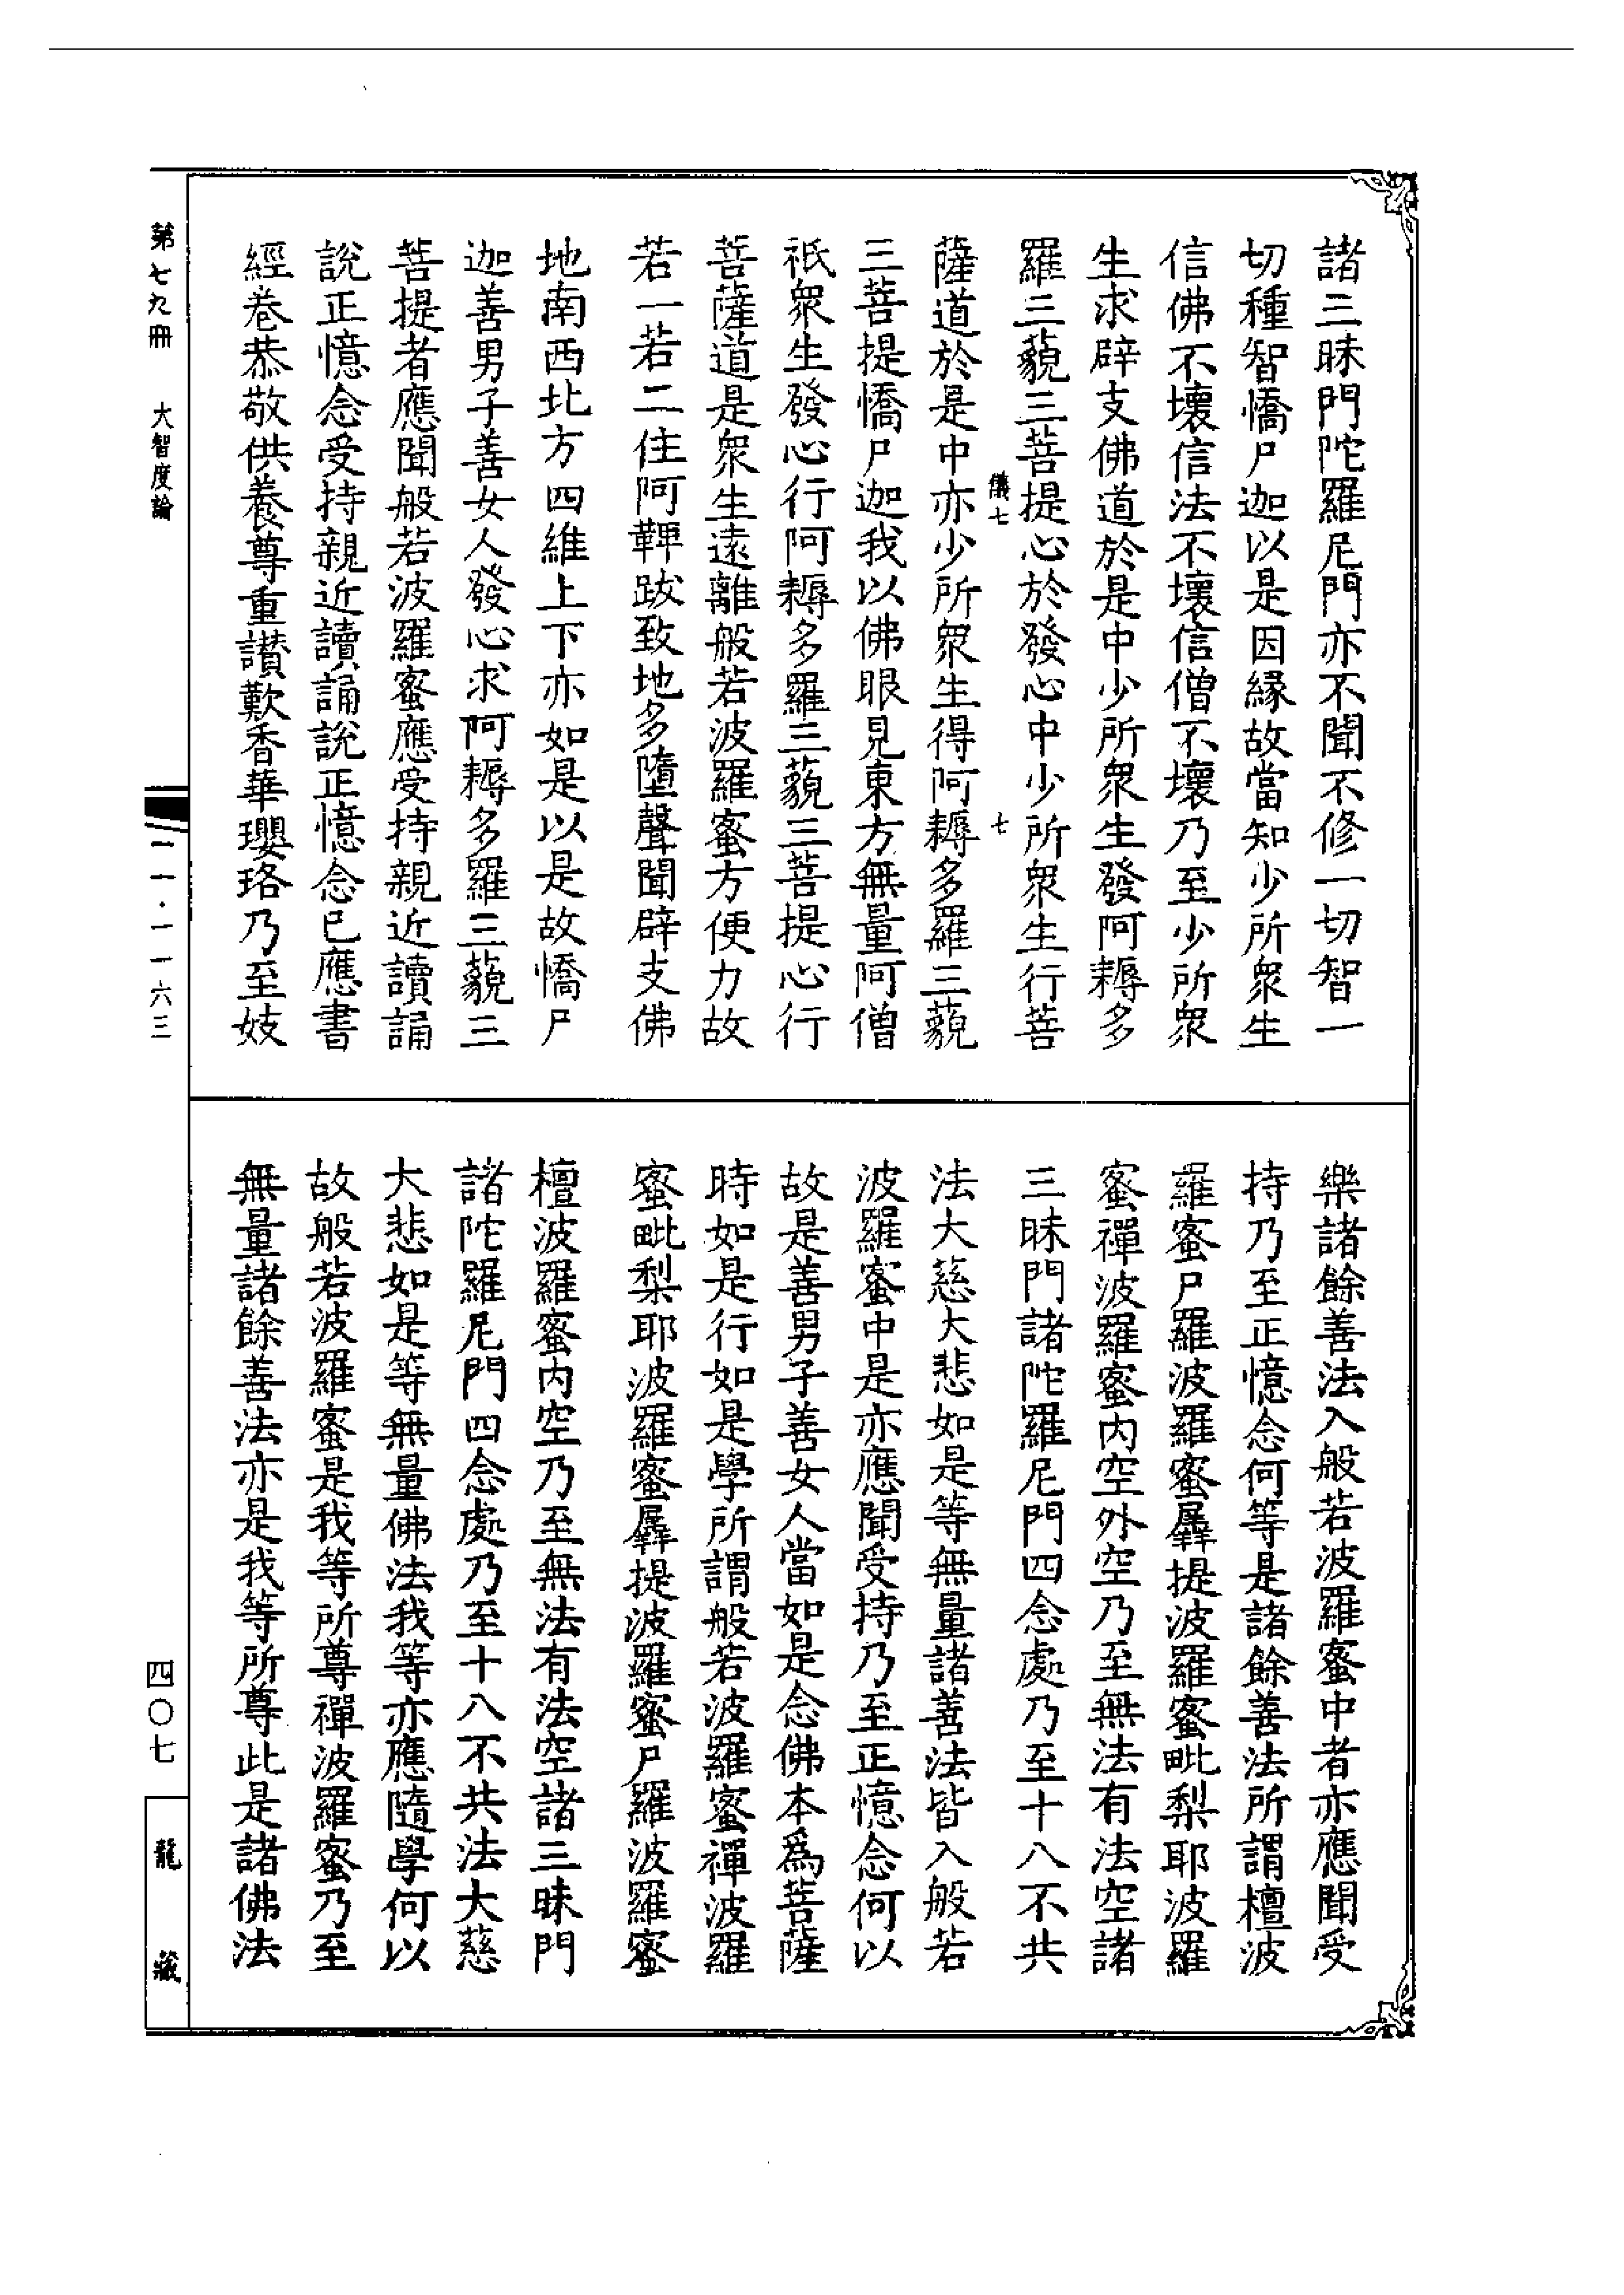 諸三昧門陀羅尼門亦不聞不修一切智一
切種智憍尸迦以是因緣故當知少所眾生
信佛不壞信法不壞信僧不壞乃至少所眾
生求辟支佛道於是中少所眾生發阿耨多
羅三藐三菩提心於發心中少所眾生行菩
儀七
七
薩道於是中亦少所眾生得阿耨多羅三藐
三菩提憍尸迦我以佛眼見東方無量阿僧
祇眾生發心行阿耨多羅三藐三菩提心行
菩薩道是眾生遠離般若波羅蜜方便力故
若一若二住阿鞞跋致地多墮聲聞辟支佛
地南西北方四維上下亦如是以是故憍尸
迦善男子善女人發心求阿耨多羅三藐三
菩提者應聞般若波羅蜜應受持親近讀誦
說正憶念受持親近讀誦說正憶念已應書
經卷恭敬供養尊重讚歎香華瓔珞乃至妓
樂諸餘善法入般若波羅蜜中者亦應聞受
持乃至正憶念何等是諸餘善法所謂檀波
羅蜜尸羅波羅蜜羼提波羅蜜毗梨耶波羅
蜜禪波羅蜜內空外空乃至無法有法空諸
三昧門諸陀羅尼門四念處乃至十八不共
法大慈大悲如是等無量諸善法皆入般若
波羅蜜中是亦應聞受持乃至正憶念何以
故是善男子善女人當如是念佛本為菩薩
時如是行如是學所謂般若波羅蜜禪波羅
蜜毗梨耶波羅蜜羼提波羅蜜尸羅波羅蜜
檀波羅蜜內空乃至無法有法空諸三昧門
諸陀羅尼門四念處乃至十八不共法大慈
大悲如是等無量佛法我等亦應隨學何以
故般若波羅蜜是我等所尊禪波羅蜜乃至
無量諸餘善法亦是我等所尊此是諸佛法
第七九冊 大智度論
二一·一一六三
四〇七
龍藏